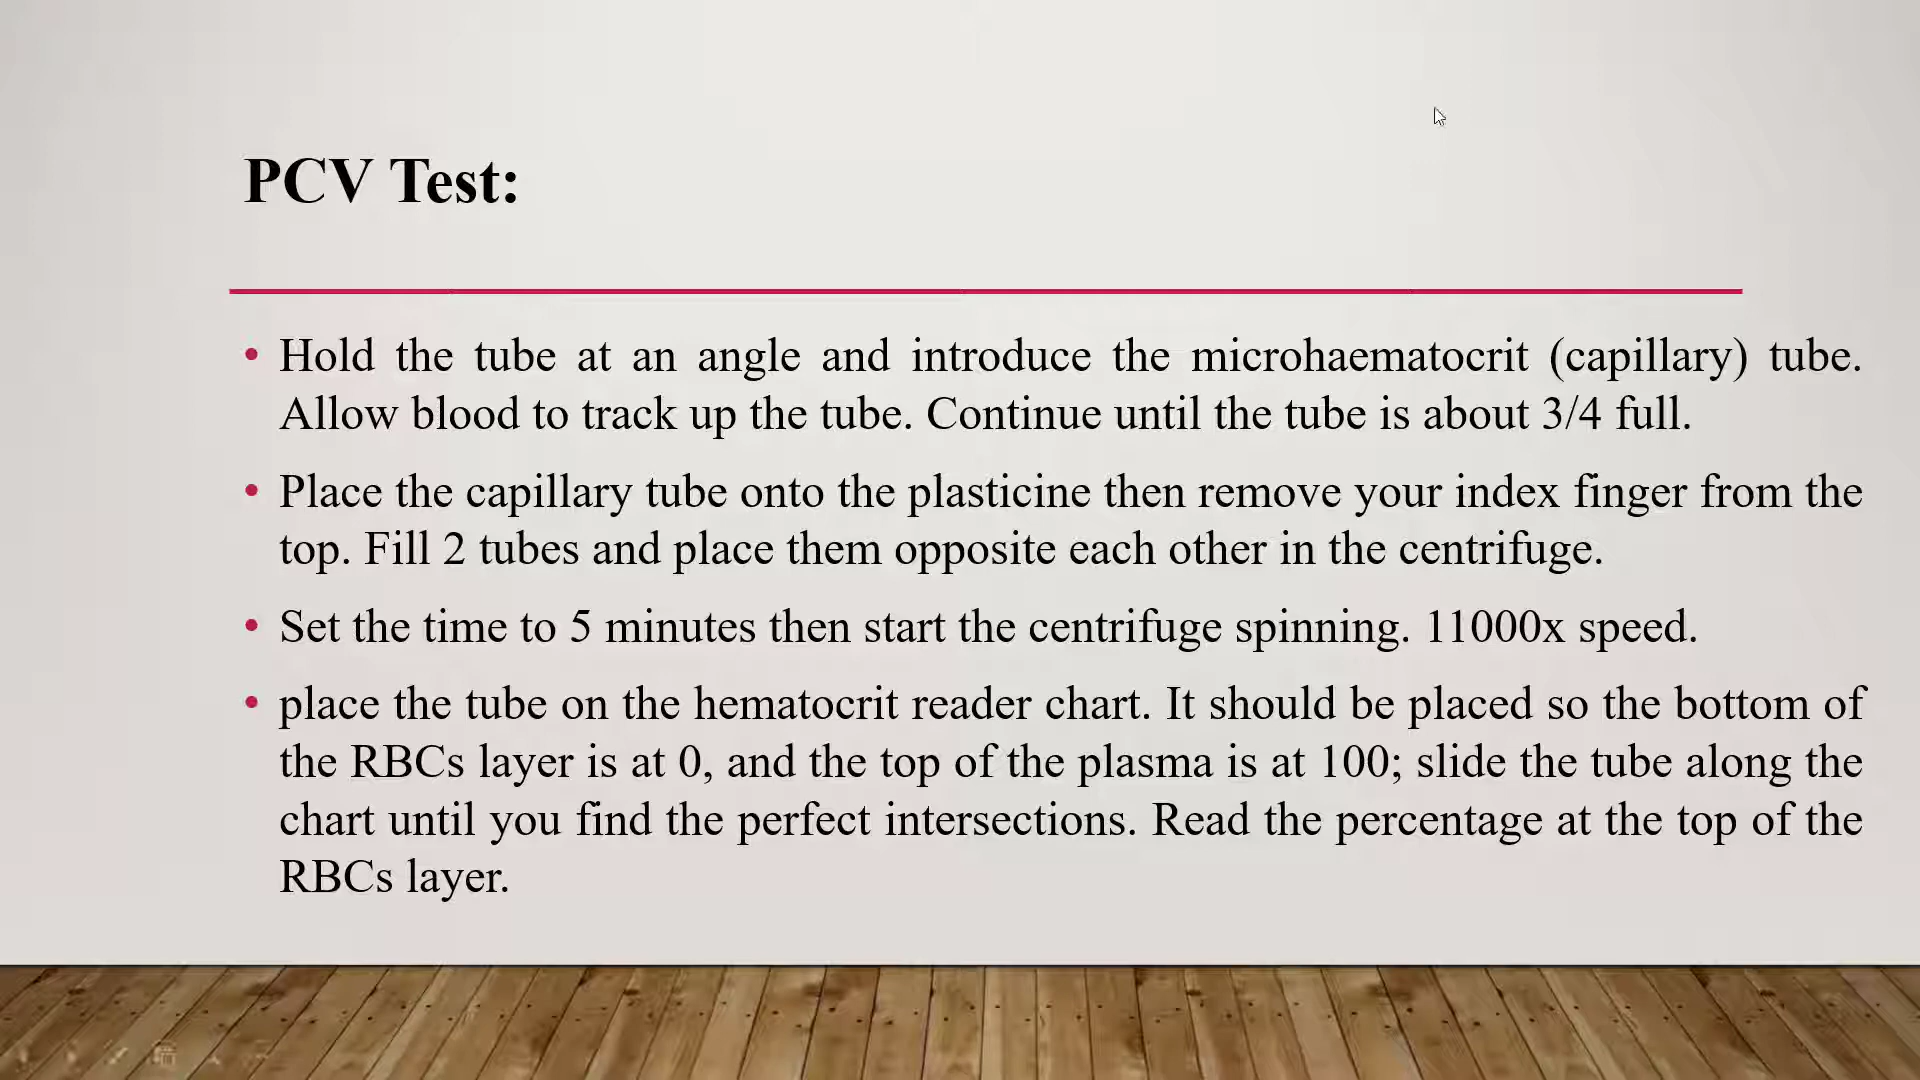 PCV Test:
• Hold the tube at an angle and introduce the microhaematocrit (capillary) tube.
Allow blood to track up the tube. Continue until the tube is about 3/4 full.
• Place the capillary tube onto the plasticine then remove your index finger from the
top. Fill 2 tubes and place them opposite each other in the centrifuge.
• Set the time to 5 minutes then start the centrifuge spinning. 11000x speed.
• place the tube on the hematocrit reader chart. It should be placed so the bottom of
the RBCs layer is at 0, and the top of the plasma is at 100; slide the tube along the
chart until you find the perfect intersections. Read the percentage at the top of the
RBCs layer.